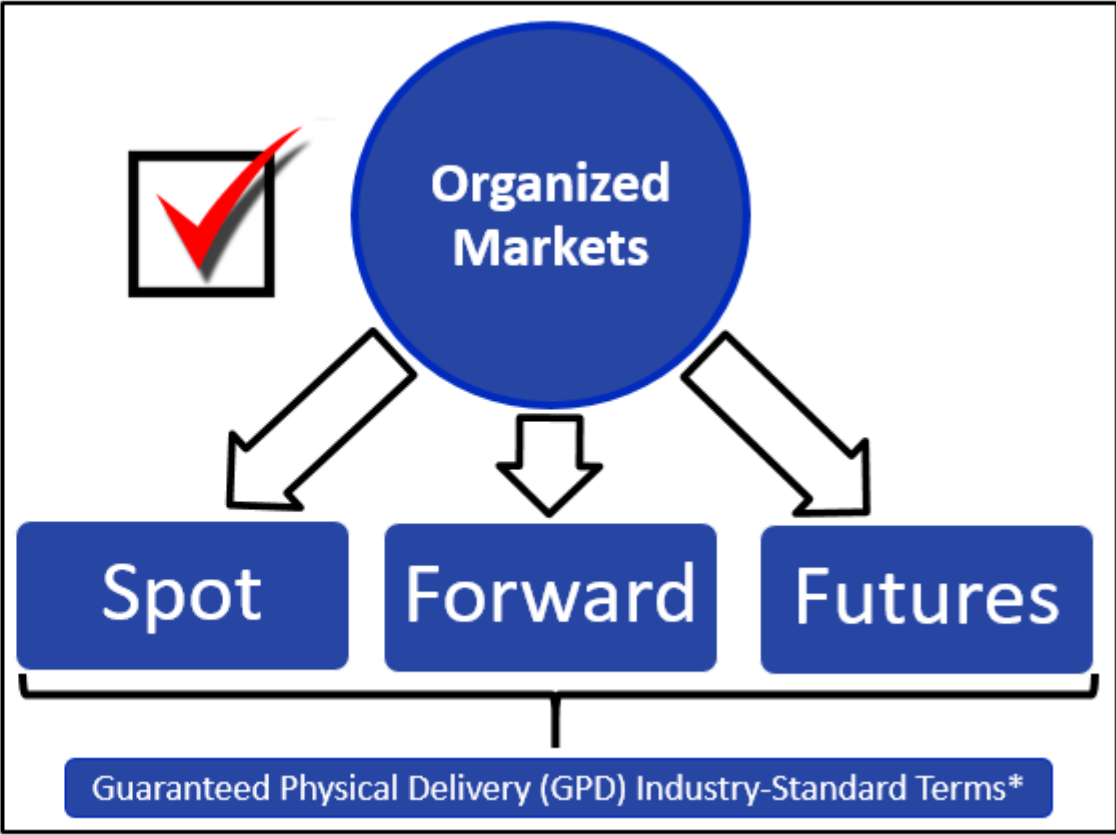 Organized
Markets
Spot
Forward
Futures
Guaranteed Physical Delivery (GPD) Industry-Standard Terms*